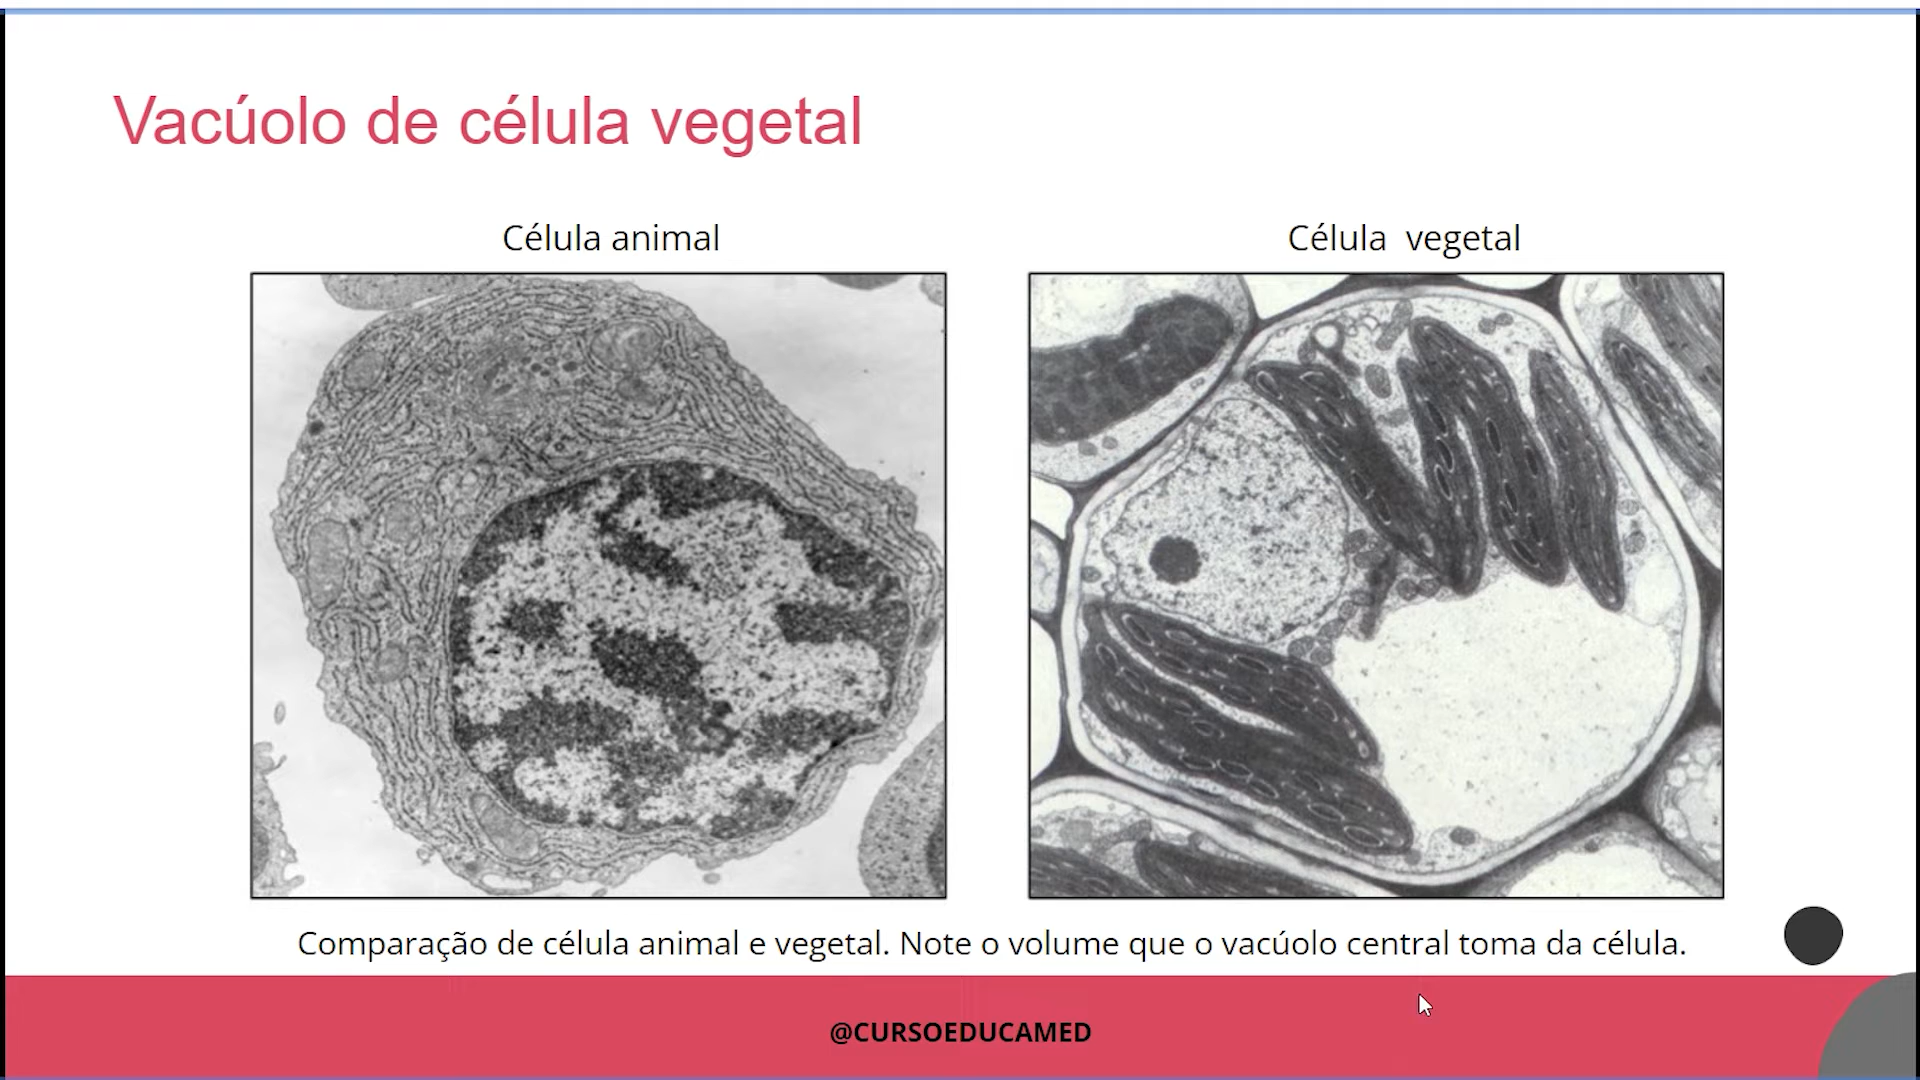 Vacúolo de célula vegetal
Célula animal
Célula vegetal
Comparação de célula animal e vegetal. Note o volume que o vacúolo central toma da célula.
@CURSOEDUCAMED